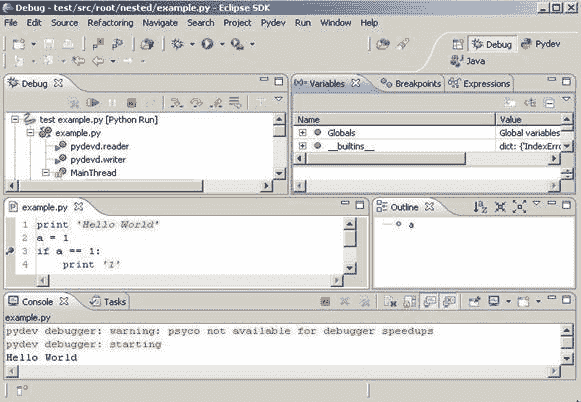 Debug - test/src/root/nested/example.py - Eclipse SDK
File Edit Source Refactoring Navigate Search Project Pydev Run Window Help
Debug Pydev
Java
Debug
test example.py [Python Run]
example.py
pydevd.reader
pydevd.writer
MainThread
Variables Breakpoints Expressions
Name Value
Globals Global variables
__builtins__ dict: {'IndexErro
example.py
1 print 'Hello World'
2 a = 1
3 if a == 1:
4 print '1'
Outline
a
Console Tasks
example.py
pydev debugger: warning: psyco not available for debugger speedups
pydev debugger: starting
Hello World